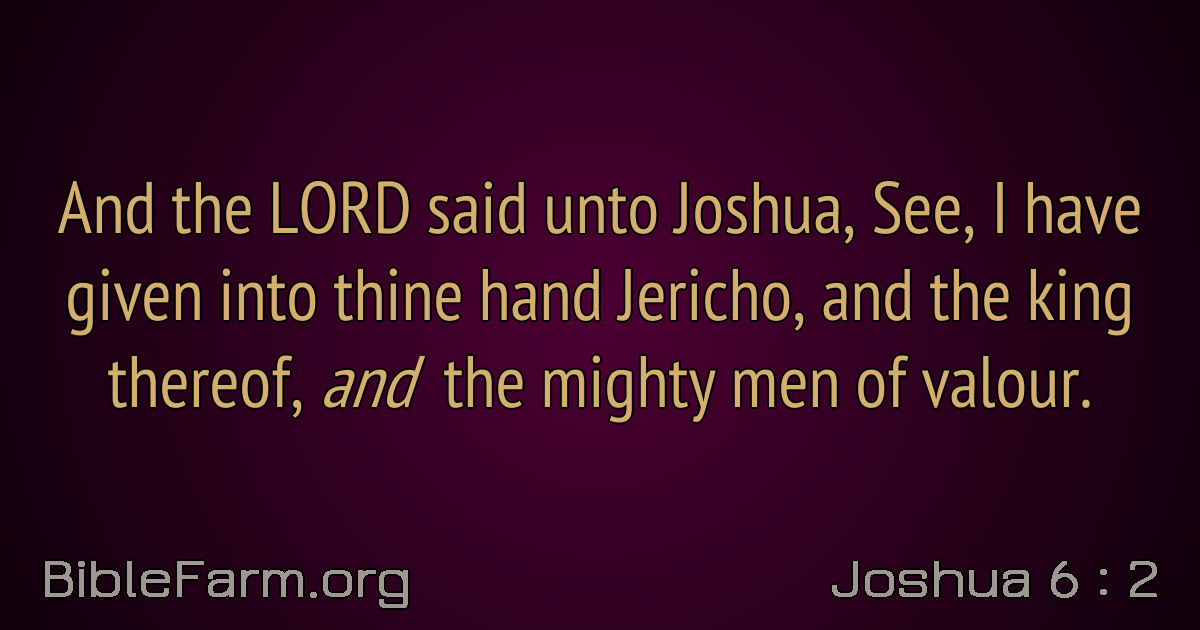 And the LORD said unto Joshua, See, I have
given into thine hand Jericho, and the king
thereof, and the mighty men of valour.
BibleFarm.org
Joshua 6 : 2